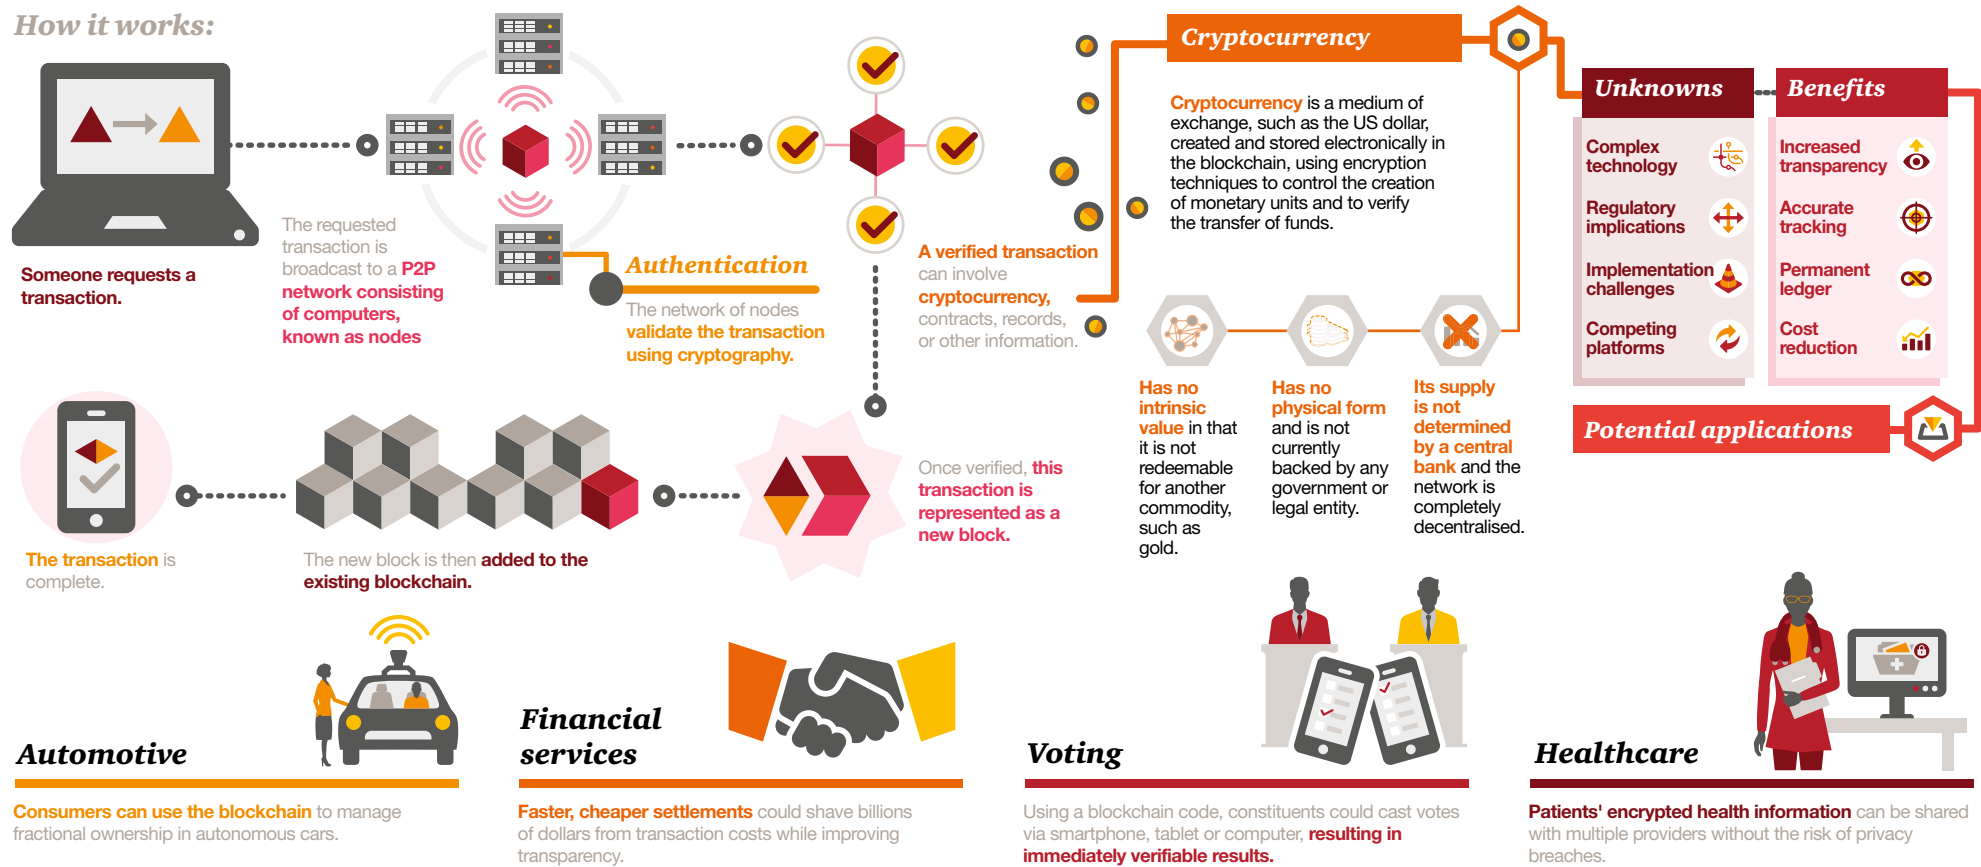 How it works:
Someone requests a
transaction.
The requested
transaction is
broadcast to a P2P
network consisting
of computers,
known as nodes
Authentication
The network of nodes
validate the transaction
using cryptography.
A verified transaction
can involve
cryptocurrency,
contracts, records,
or other information.
Once verified, this
transaction is
represented as a
new block.
The new block is then added to the
existing blockchain.
The transaction is
complete.
Cryptocurrency
Cryptocurrency is a medium of
exchange, such as the US dollar,
created and stored electronically in
the blockchain, using encryption
techniques to control the creation
of monetary units and to verify
the transfer of funds.
Has no
intrinsic
value in that
it is not
redeemable
for another
commodity,
such as
gold.
Has no
physical form
and is not
currently
backed by any
government or
legal entity.
Its supply
is not
determined
by a central
bank and the
network is
completely
decentralised.
Unknowns
Complex
technology
Regulatory
implications
Implementation
challenges
Competing
platforms
Benefits
Increased
transparency
Accurate
tracking
Permanent
ledger
Cost
reduction
Potential applications
Automotive
Consumers can use the blockchain to manage
fractional ownership in autonomous cars.
Financial
services
Faster, cheaper settlements could shave billions
of dollars from transaction costs while improving
transparency.
Voting
Using a blockchain code, constituents could cast votes
via smartphone, tablet or computer, resulting in
immediately verifiable results.
Healthcare
Patients' encrypted health information can be shared
with multiple providers without the risk of privacy
breaches.